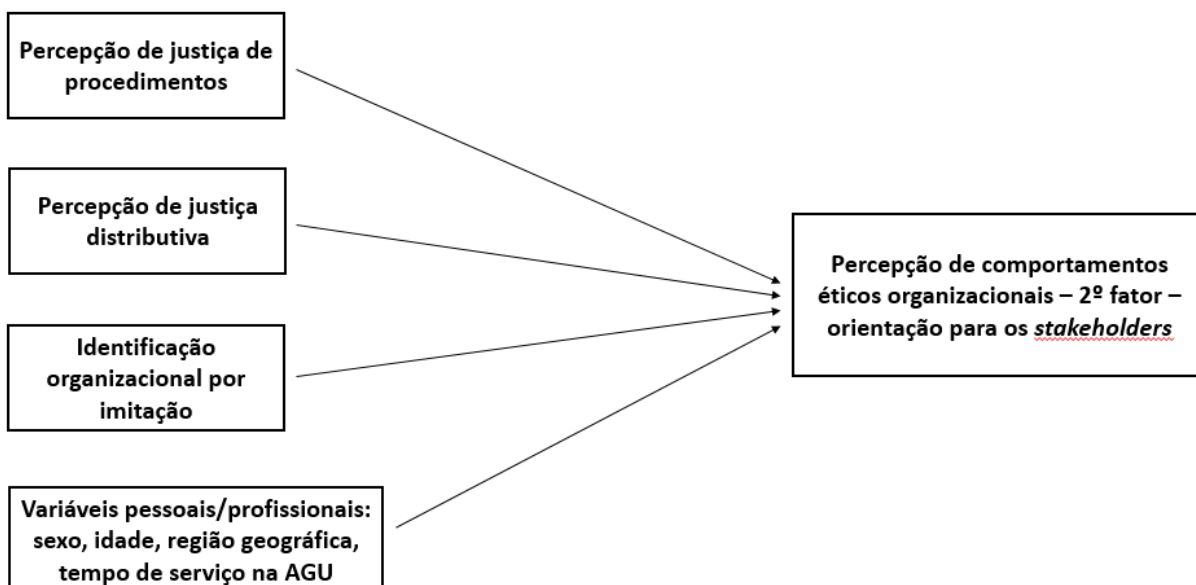 Percepção de justiça de
procedimentos
Percepção de justiça
distributiva
Identificação
organizacional por
imitação
Variáveis pessoais/profissionais:
sexo, idade, região geográfica,
tempo de serviço na AGU
Percepção de comportamentos
éticos organizacionais – 2º fator –
orientação para os stakeholders